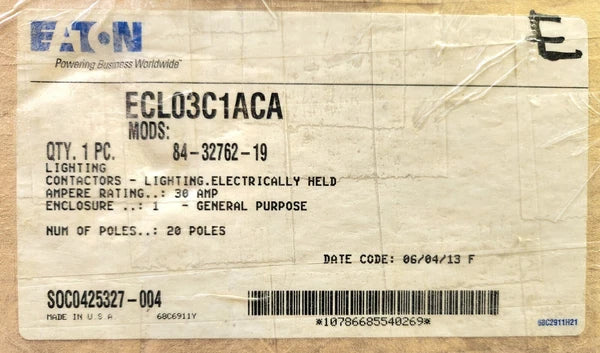 EATON
E
Powering Business Worldwide™
ECL03C1ACA
MODS:
QTY. 1 PC. 84-32762-19
LIGHTING
CONTACTORS - LIGHTING.ELECTRICALLY HELD
AMPERE RATING..: 30 AMP
ENCLOSURE ..: 1 - GENERAL PURPOSE
NUM OF POLES..: 20 POLES
DATE CODE: 06/04/13 F
SOC0425327-004
MADE IN U S A 68C6911Y
*10786685540269*
68C2911H21